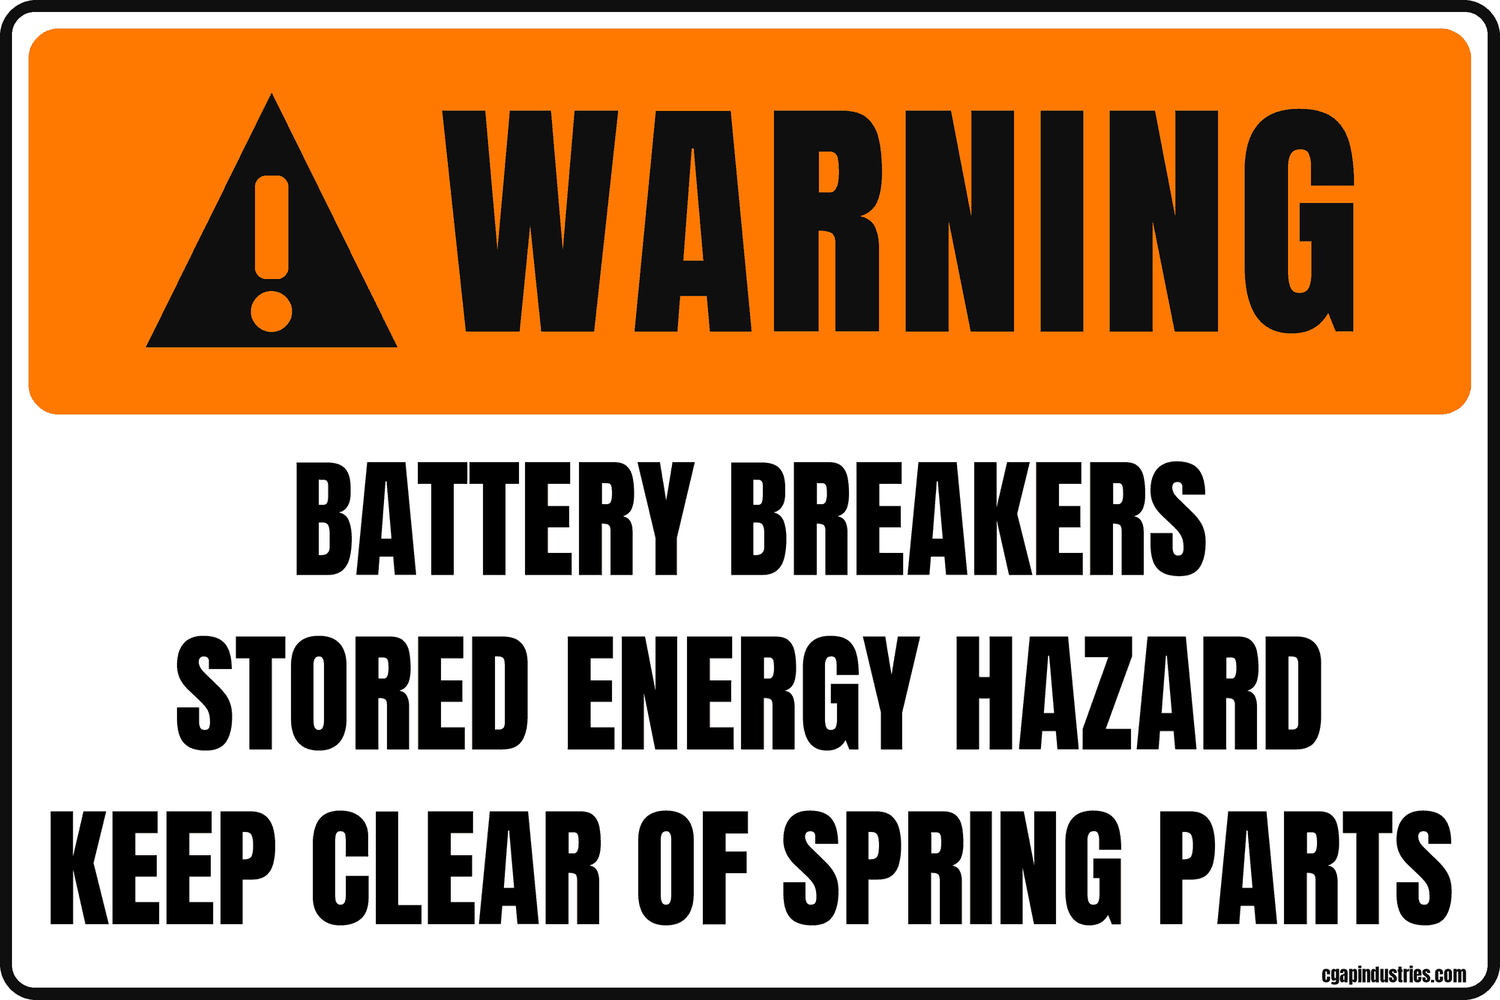 WARNING
BATTERY BREAKERS
STORED ENERGY HAZARD
KEEP CLEAR OF SPRING PARTS
cgapindustries.com